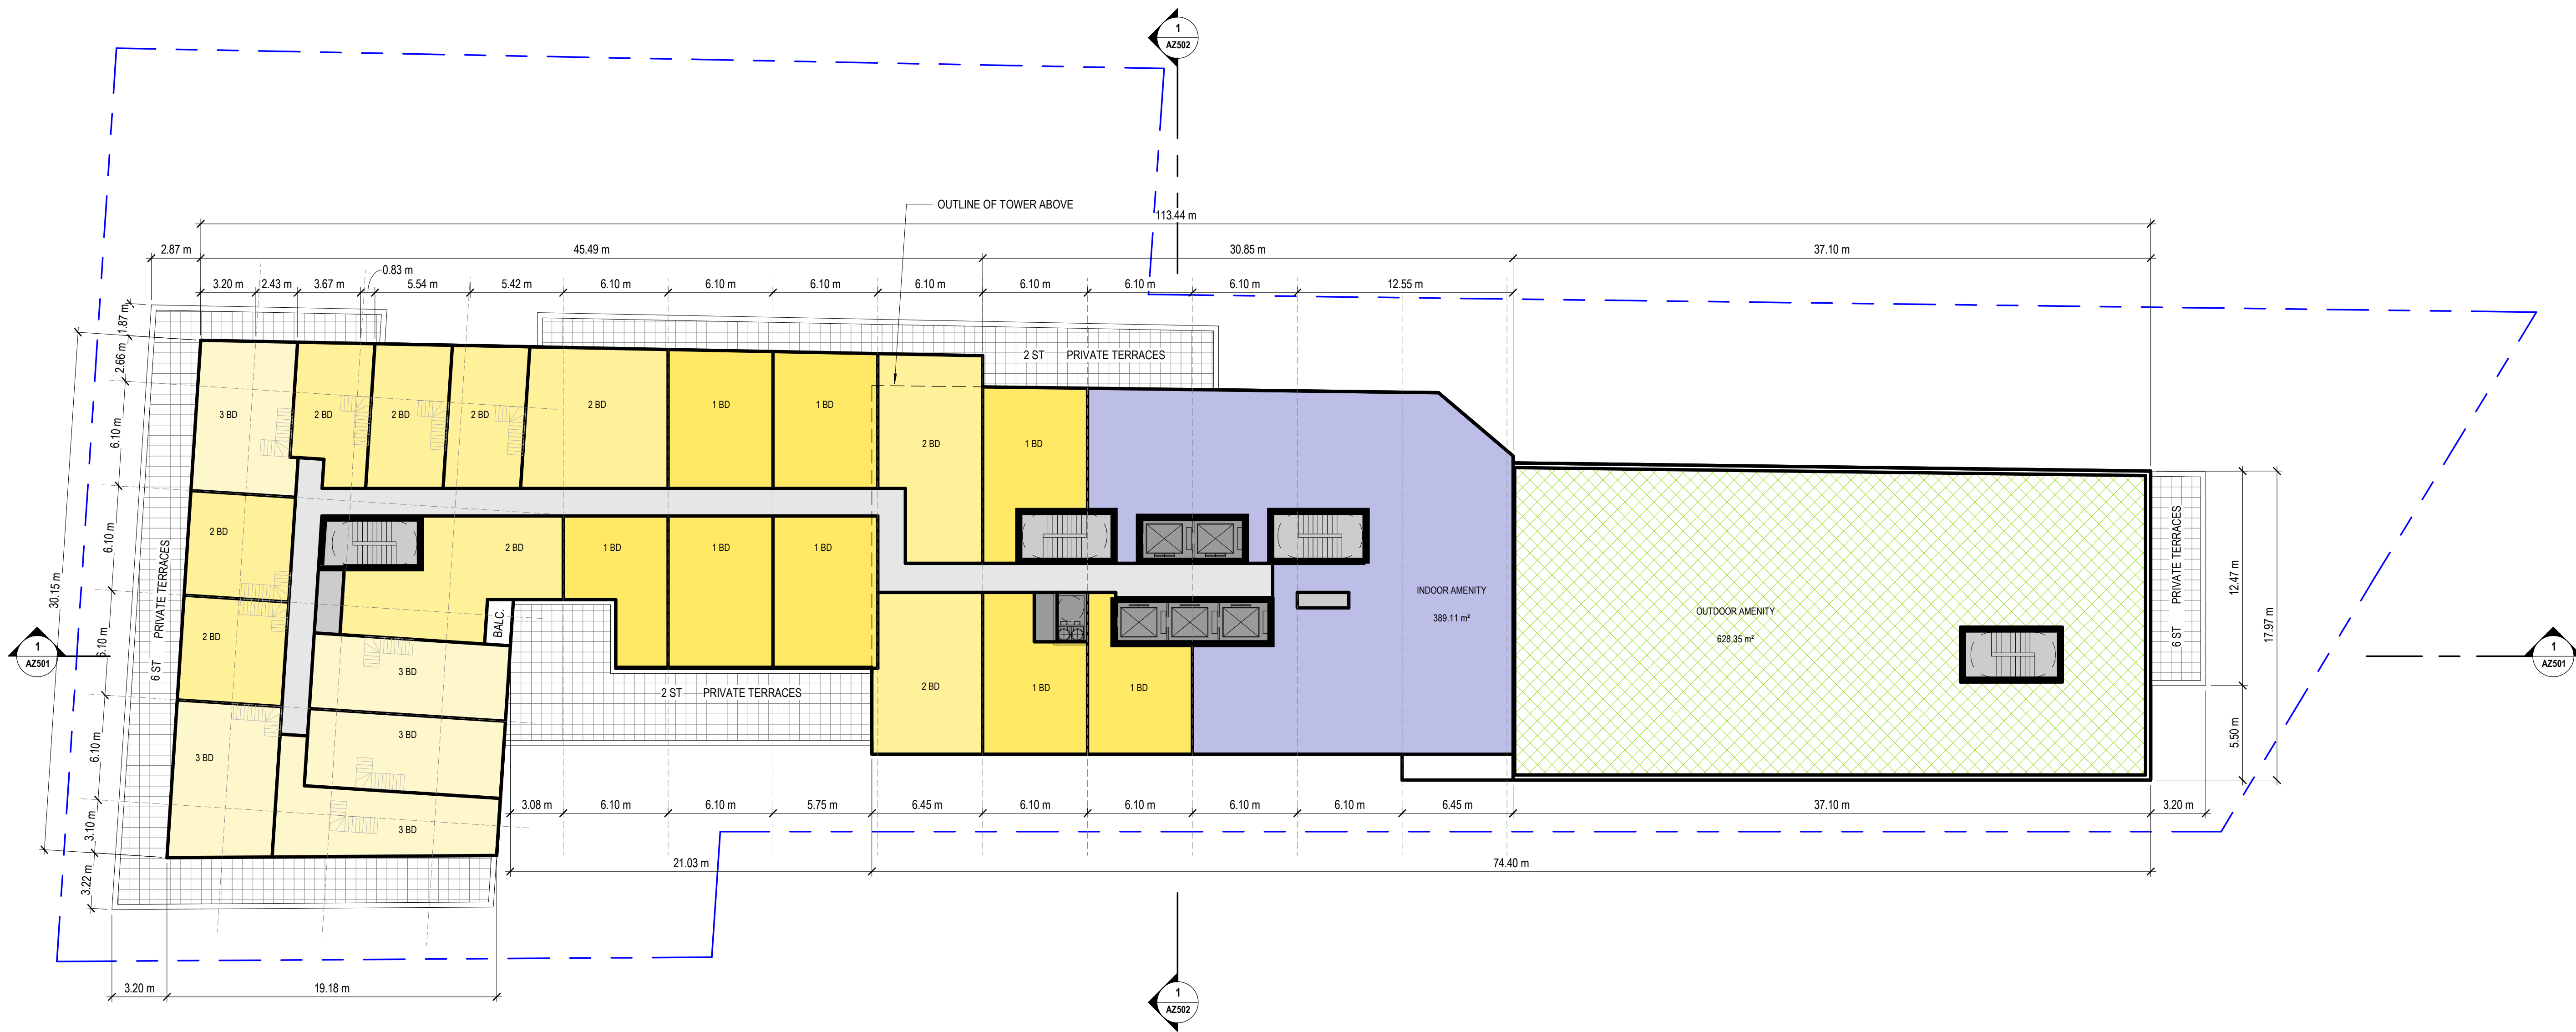 1
AZ502
OUTLINE OF TOWER ABOVE
113.44 m
2.87 m
45.49 m
30.85 m
37.10 m
0.83 m
3.20 m
2.43 m
3.67 m
5.54 m
5.42 m
6.10 m
6.10 m
6.10 m
6.10 m
6.10 m
6.10 m
6.10 m
12.55 m
1.87 m
2.66 m
6.10 m
6.10 m
6.10 m
6.10 m
3.10 m
3.22 m
30.15 m
2 ST PRIVATE TERRACES
3 BD
2 BD
2 BD
2 BD
2 BD
1 BD
1 BD
2 BD
1 BD
2 BD
2 BD
1 BD
1 BD
1 BD
6 ST. PRIVATE TERRACES
BALC.
2 BD
3 BD
3 BD
3 BD
3 BD
2 ST PRIVATE TERRACES
2 BD
1 BD
1 BD
INDOOR AMENITY
389.11 m²
OUTDOOR AMENITY
628.35 m²
6 ST PRIVATE TERRACES
12.47 m
17.97 m
5.50 m
1
AZ501
1
AZ501
3.08 m
6.10 m
6.10 m
5.75 m
6.45 m
6.10 m
6.10 m
6.10 m
6.10 m
6.45 m
37.10 m
3.20 m
21.03 m
74.40 m
3.20 m
19.18 m
1
AZ502